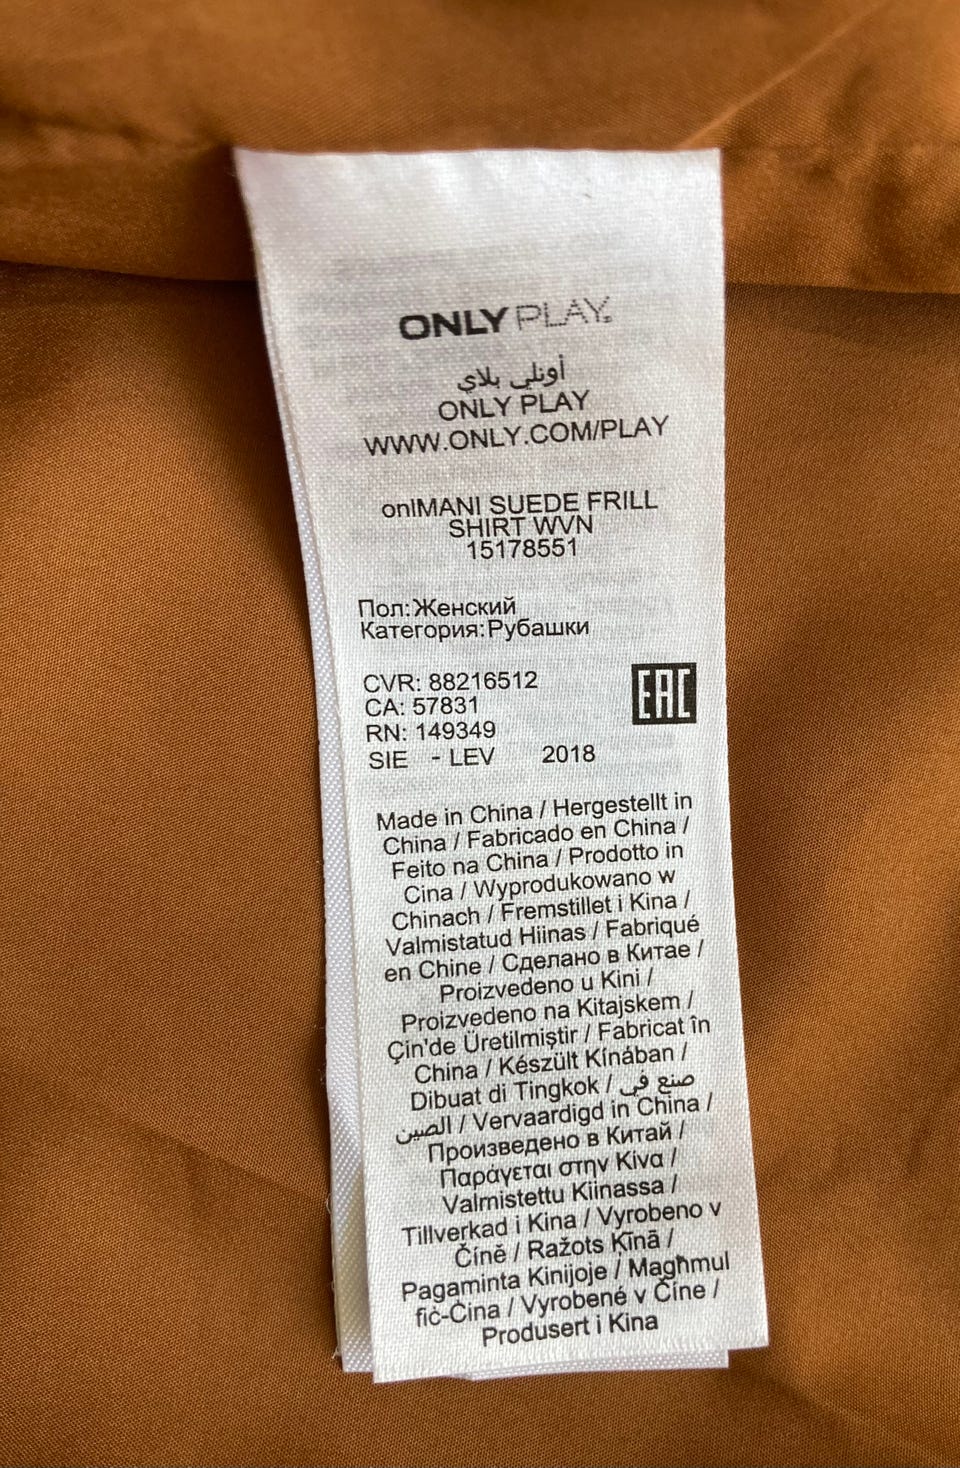 ONLY PLAY.
أونلي بلاي
ONLY PLAY
WWW.ONLY.COM/PLAY
onlMANI SUEDE FRILL
SHIRT WVN
15178551
Пол:Женский
Категория:Рубашки
CVR: 88216512
CA: 57831
RN: 149349
EAC
SIE - LEV 2018
Made in China / Hergestellt in
China / Fabricado en China /
Feito na China / Prodotto in
Cina / Wyprodukowano w
Chinach / Fremstillet i Kina /
Valmistatud Hiinas / Fabriqué
en Chine / Сделано в Китае /
Proizvedeno u Kini /
Proizvedeno na Kitajskem /
Çin'de Üretilmiştir / Fabricat în
China / Készült Kínában /
Dibuat di Tingkok / صنع في
الصين / Vervaardigd in China /
Произведено в Китай /
Παράγεται στην Κίνα /
Valmistettu Kiinassa /
Tillverkad i Kina / Vyrobeno v
Číně / Ražots Ķīnā /
Pagaminta Kinijoje / Magħmul
fiċ-Ċina / Vyrobené v Číne /
Produsert i Kina